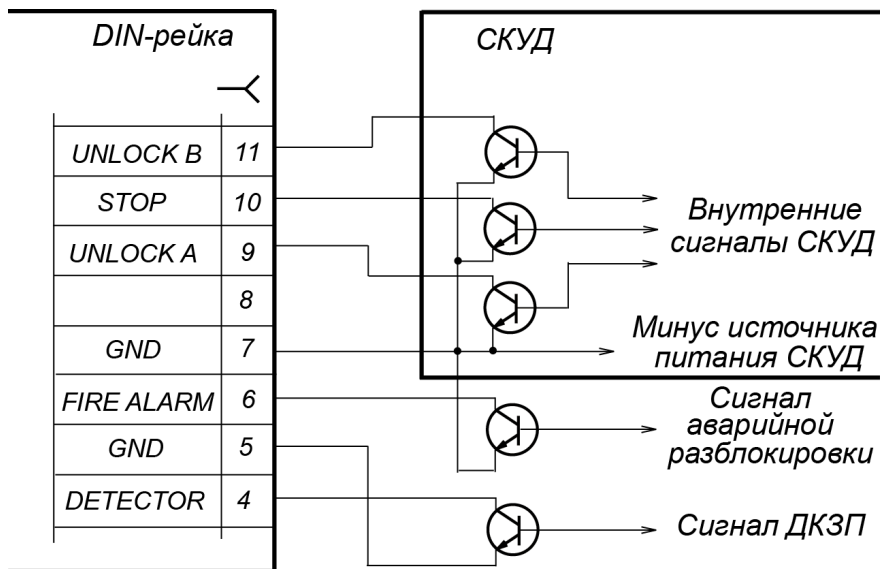 DIN-рейка
СКУД
UNLOCK B 11
STOP 10
UNLOCK A 9
8
GND 7
FIRE ALARM 6
GND 5
DETECTOR 4
Внутренние
сигналы СКУД
Минус источника
питания СКУД
Сигнал
аварийной
разблокировки
Сигнал ДКЗП